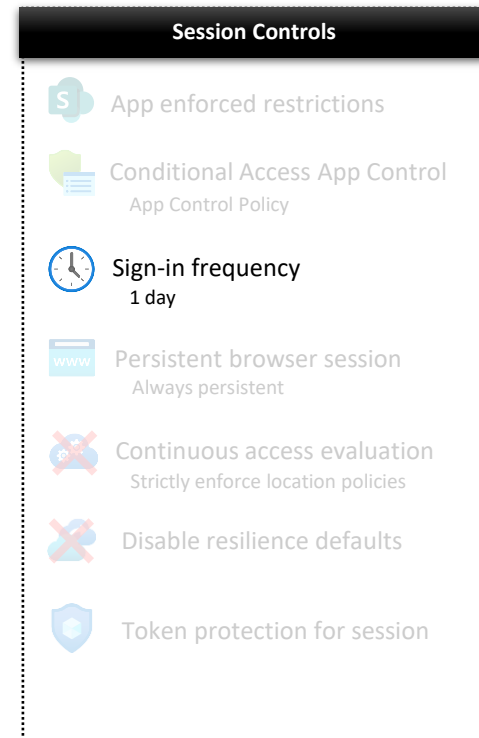 Session Controls
S
App enforced restrictions
Conditional Access App Control
App Control Policy
Sign-in frequency
1 day
www
Persistent browser session
Always persistent
Continuous access evaluation
Strictly enforce location policies
Disable resilience defaults
Token protection for session